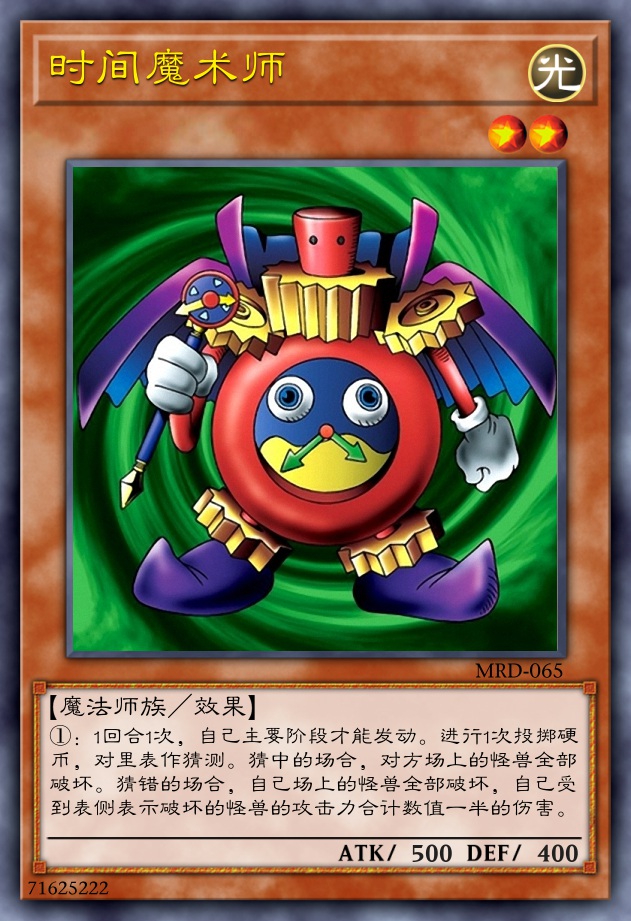 时间魔术师
光
MRD-065
【魔法师族／效果】
①：1回合1次，自己主要阶段才能发动。进行1次投掷硬
币，对里表作猜测。猜中的场合，对方场上的怪兽全部
破坏。猜错的场合，自己场上的怪兽全部破坏，自己受
到表侧表示破坏的怪兽的攻击力合计数值一半的伤害。
ATK/ 500 DEF/ 400
71625222